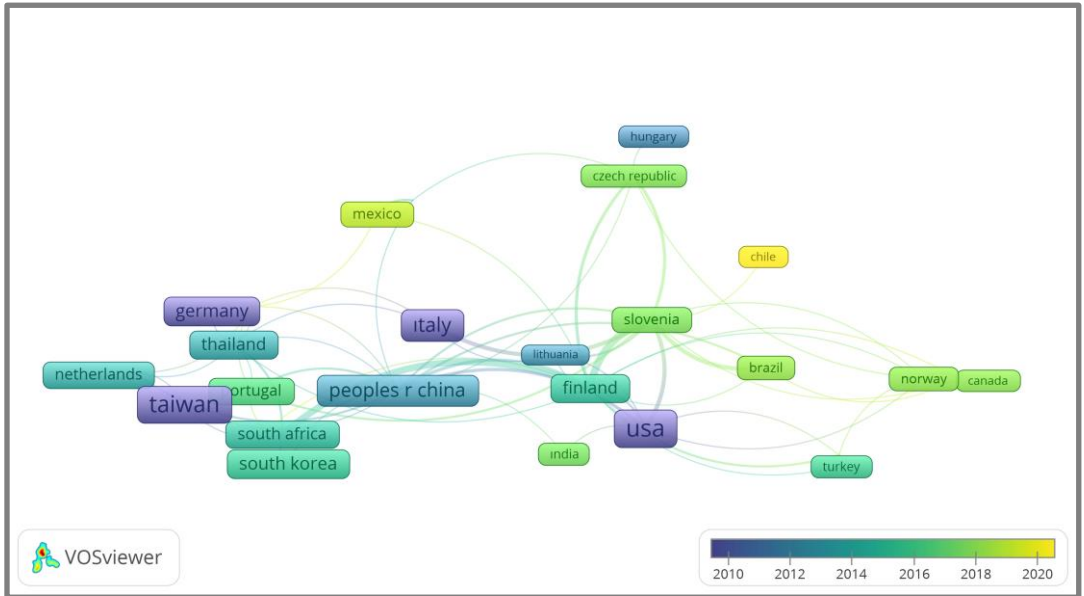 hungary
czech republic
mexico
chile
germany
ıtaly
slovenia
thailand
lithuania
netherlands
portugal
peoples r china
finland
brazil
norway
canada
taiwan
south africa
usa
south korea
ındia
turkey
VOSviewer
2010 2012 2014 2016 2018 2020